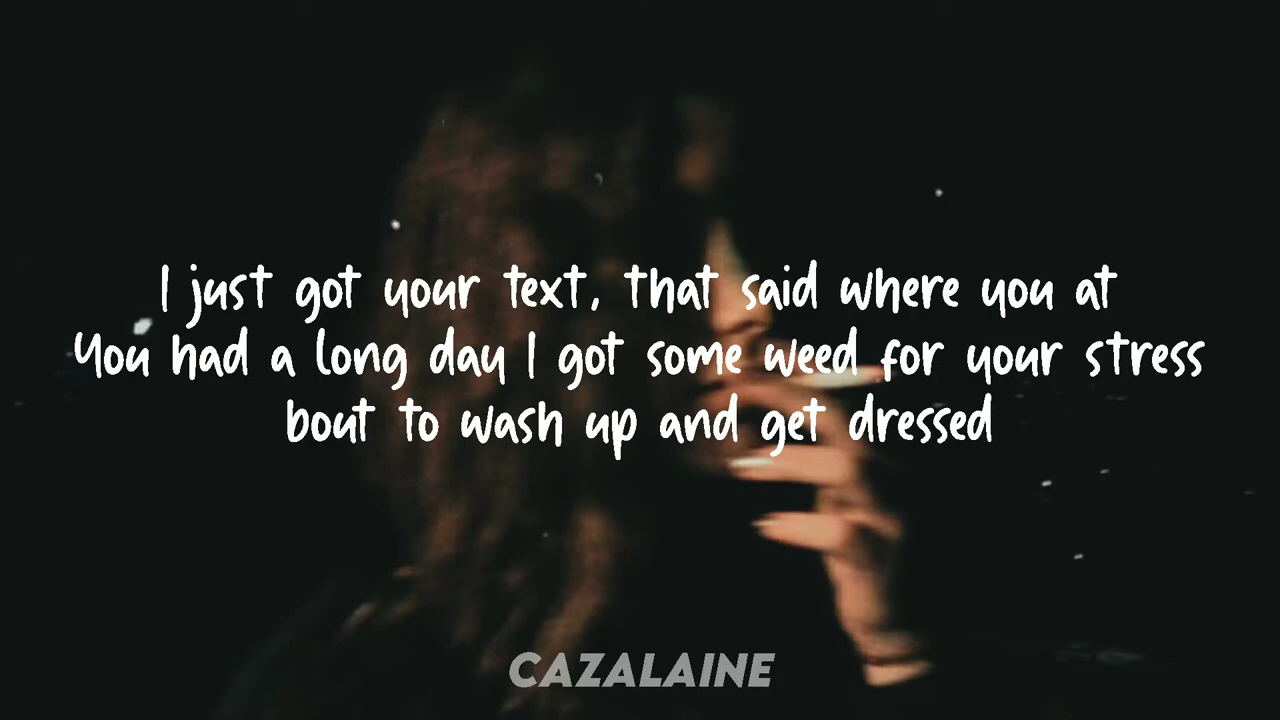 I just got your text, that said where you at
You had a long day I got some weed for your stress
bout to wash up and get dressed
CAZALAINE